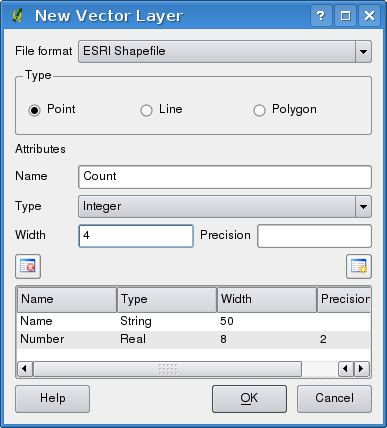 New Vector Layer
File format ESRI Shapefile
Type
Point Line Polygon
Attributes
Name Count
Type Integer
Width 4 Precision
Name Type Width Precision
Name String 50
Number Real 8 2
Help OK Cancel